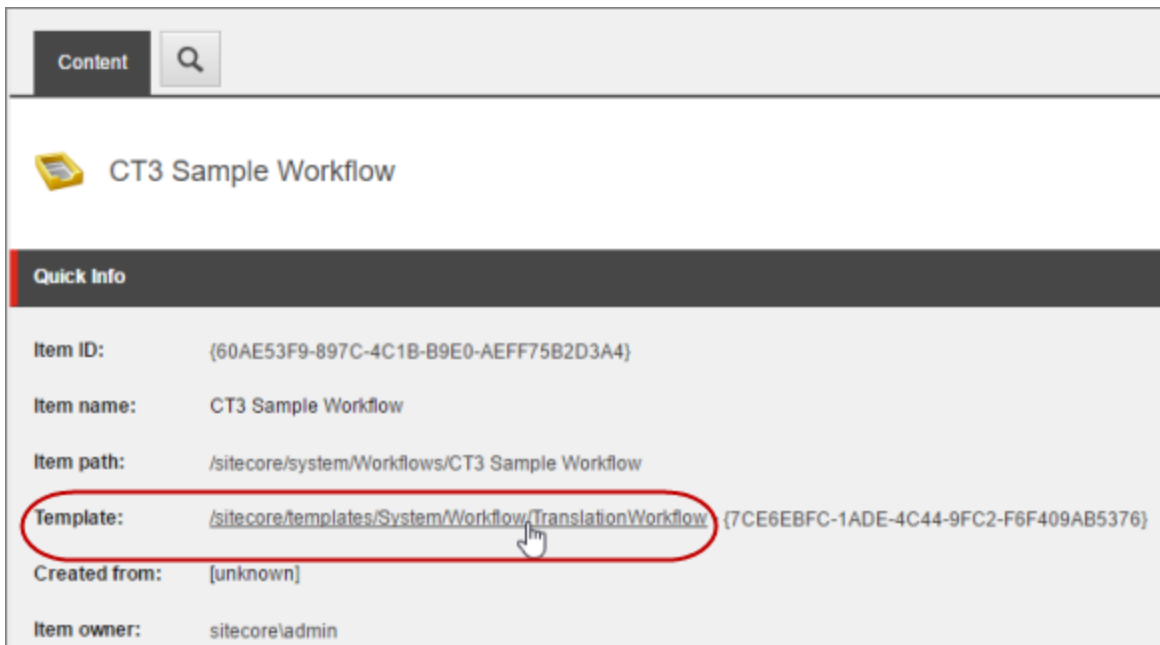 Content
CT3 Sample Workflow
Quick Info
Item ID: {60AE53F9-897C-4C1B-B9E0-AEFF75B2D3A4}
Item name: CT3 Sample Workflow
Item path: /sitecore/system/Workflows/CT3 Sample Workflow
Template: /sitecore/templates/System/Workflow/TranslationWorkflow - {7CE6EBFC-1ADE-4C44-9FC2-F6F409AB5376}
Created from: [unknown]
Item owner: sitecore\admin